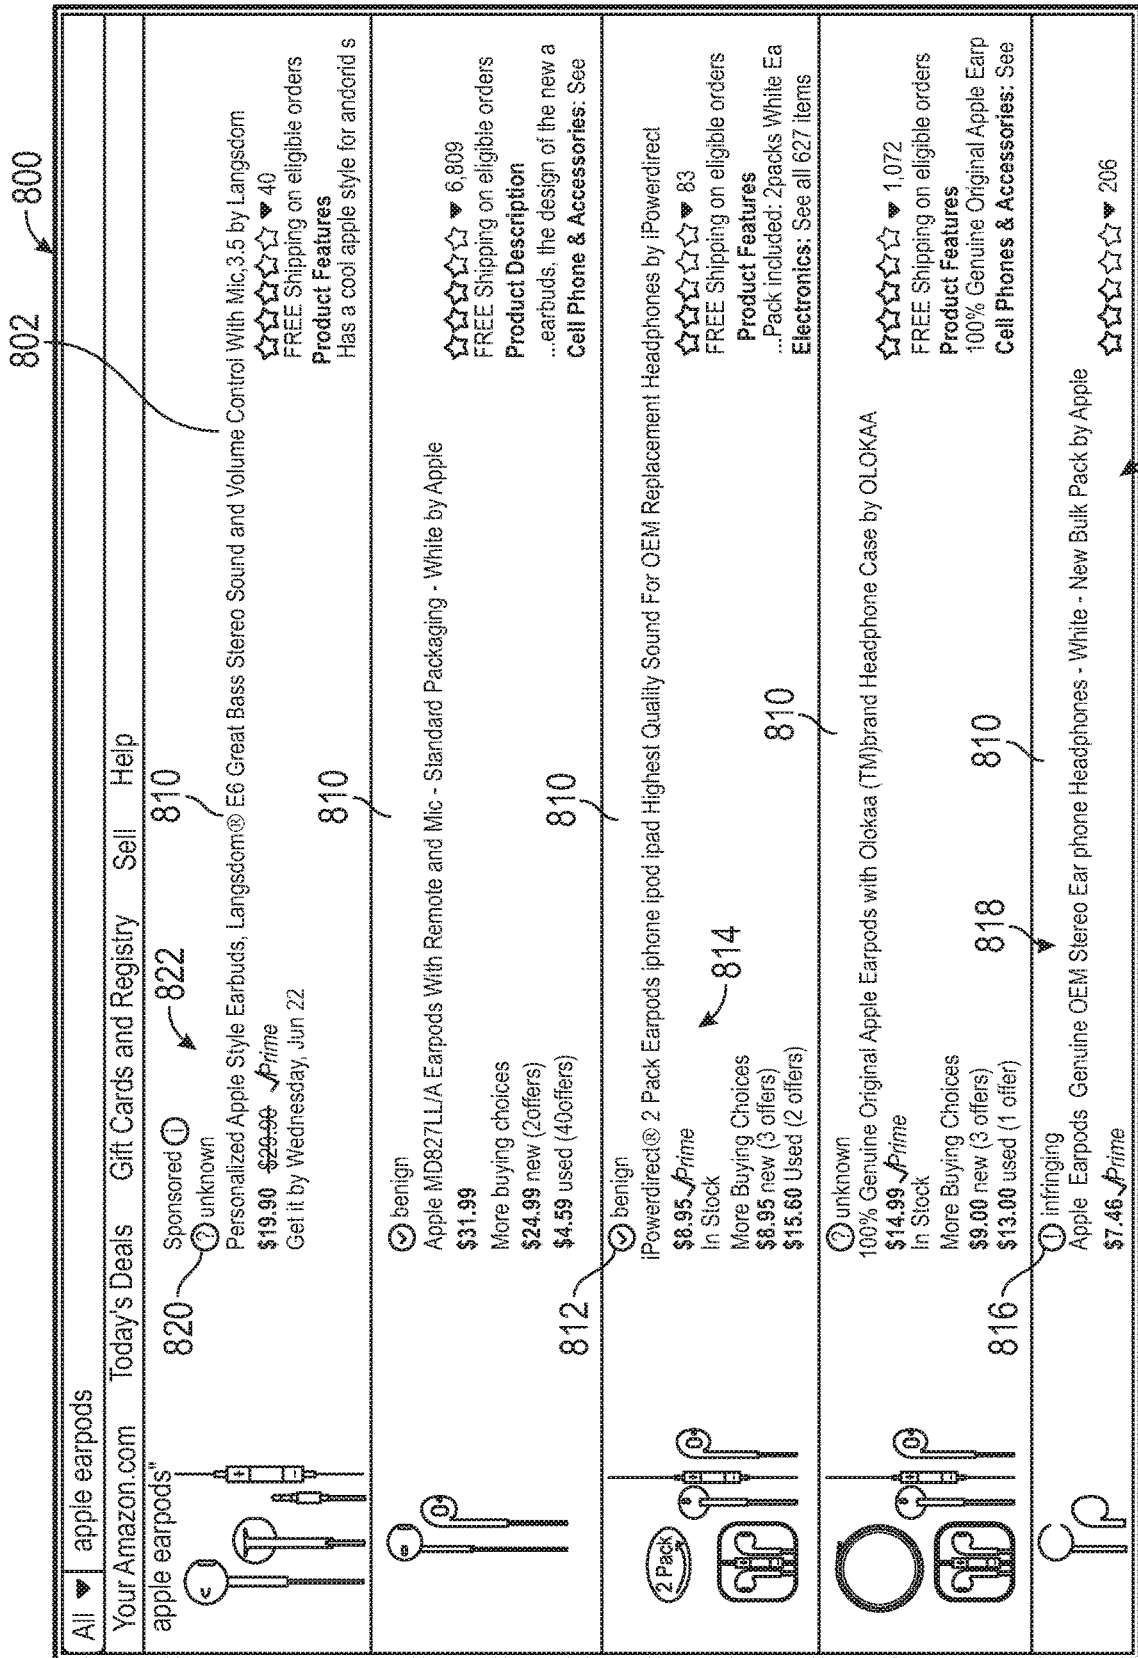 802
800
All ▼ apple earpods
Your Amazon.com Today's Deals Gift Cards and Registry Sell Help
apple earpods"
Sponsored i
822
810
820
? unknown
Personalized Apple Style Earbuds, Langsdom® E6 Great Bass Stereo Sound and Volume Control With Mic,3.5 by Langsdom
$19.90 $29.90 √Prime
☆☆☆☆☆ ▼ 40
Get it by Wednesday, Jun 22
FREE Shipping on eligible orders
Product Features
Has a cool apple style for andorid s
810
benign
Apple MD827LL/A Earpods With Remote and Mic - Standard Packaging - White by Apple
$31.99
☆☆☆☆☆ ▼ 6,809
FREE Shipping on eligible orders
More buying choices
Product Description
$24.99 new (2offers)
...earbuds, the design of the new a
$4.59 used (40offers)
Cell Phone & Accessories: See
810
812
benign
2 Pack
iPowerdirect® 2 Pack Earpods iphone ipod ipad Highest Quality Sound For OEM Replacement Headphones by iPowerdirect
$8.95 √Prime
☆☆☆☆☆ ▼ 83
In Stock
FREE Shipping on eligible orders
814
More Buying Choices
Product Features
$8.95 new (3 offers)
...Pack included: 2packs White Ea
$15.60 Used (2 offers)
Electronics: See all 627 items
810
? unknown
100% Genuine Original Apple Earpods with Olokaa (TM)brand Headphone Case by OLOKAA
$14.99 √Prime
☆☆☆☆☆ ▼ 1,072
In Stock
FREE Shipping on eligible orders
More Buying Choices
Product Features
$9.00 new (3 offers)
100% Genuine Original Apple Earp
$13.00 used (1 offer)
Cell Phones & Accessories: See
818
810
816
! infringing
Apple Earpods Genuine OEM Stereo Ear phone Headphones - White - New Bulk Pack by Apple
$7.46 √Prime
☆☆☆☆☆ ▼ 206